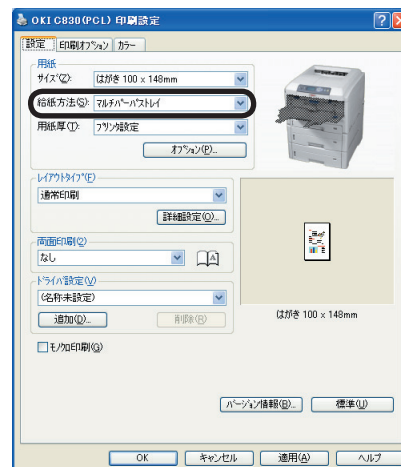 OKI C830(PCL) 印刷設定
設定 印刷オプション カラー
用紙
サイズ(Z): はがき 100 x 148mm
給紙方法(S): マルチパーパストレイ
用紙厚(T): プリンタ設定
オプション(P)...
レイアウトタイプ(E)
通常印刷
詳細設定(O)...
両面印刷(2)
なし
A
ドライバ設定(V)
(名称未設定)
追加(D)...
削除(R)
はがき 100 x 148mm
モノクロ印刷(G)
バージョン情報(B)...
標準(U)
OK キャンセル 適用(A) ヘルプ